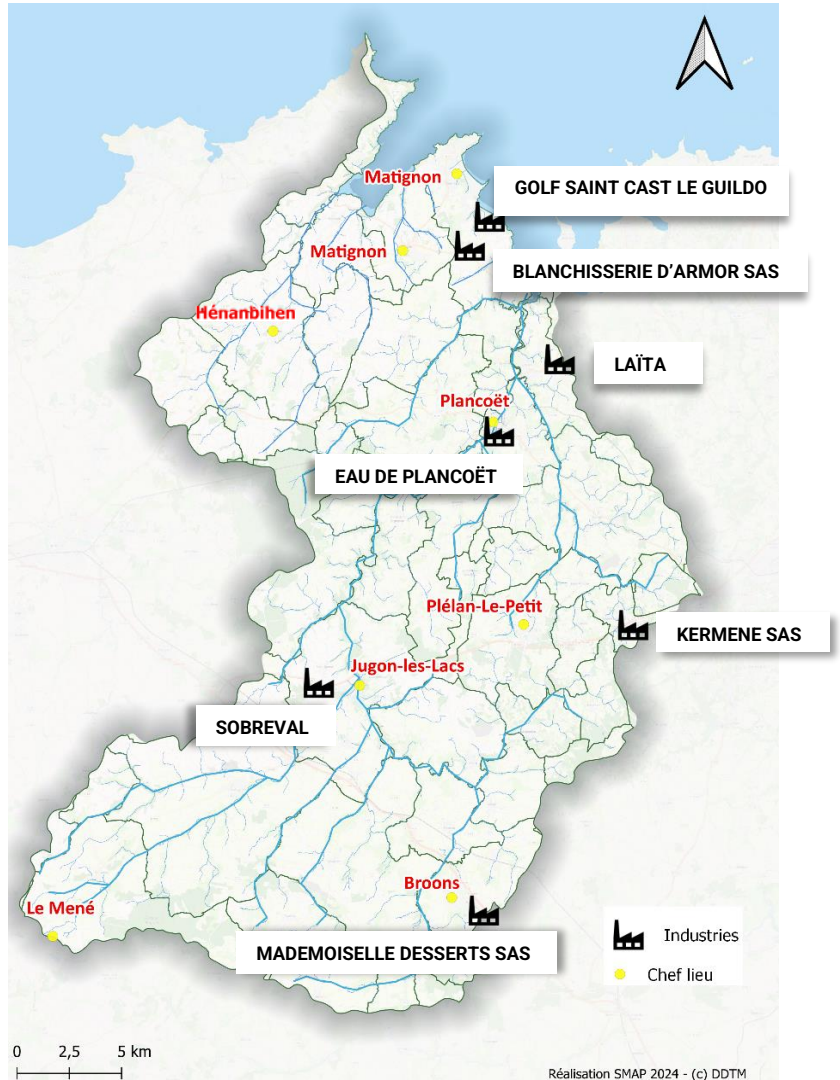 Matignon
GOLF SAINT CAST LE GUILDO
Matignon
BLANCHISSERIE D'ARMOR SAS
Hénanbihen
LAÏTA
Plancoët
EAU DE PLANCOËT
Plélan-Le-Petit
KERMENE SAS
Jugon-les-Lacs
SOBREVAL
Broons
Le Mené
MADEMOISELLE DESSERTS SAS
Industries
Chef lieu
0 2,5 5 km
Réalisation SMAP 2024 - (c) DDTM